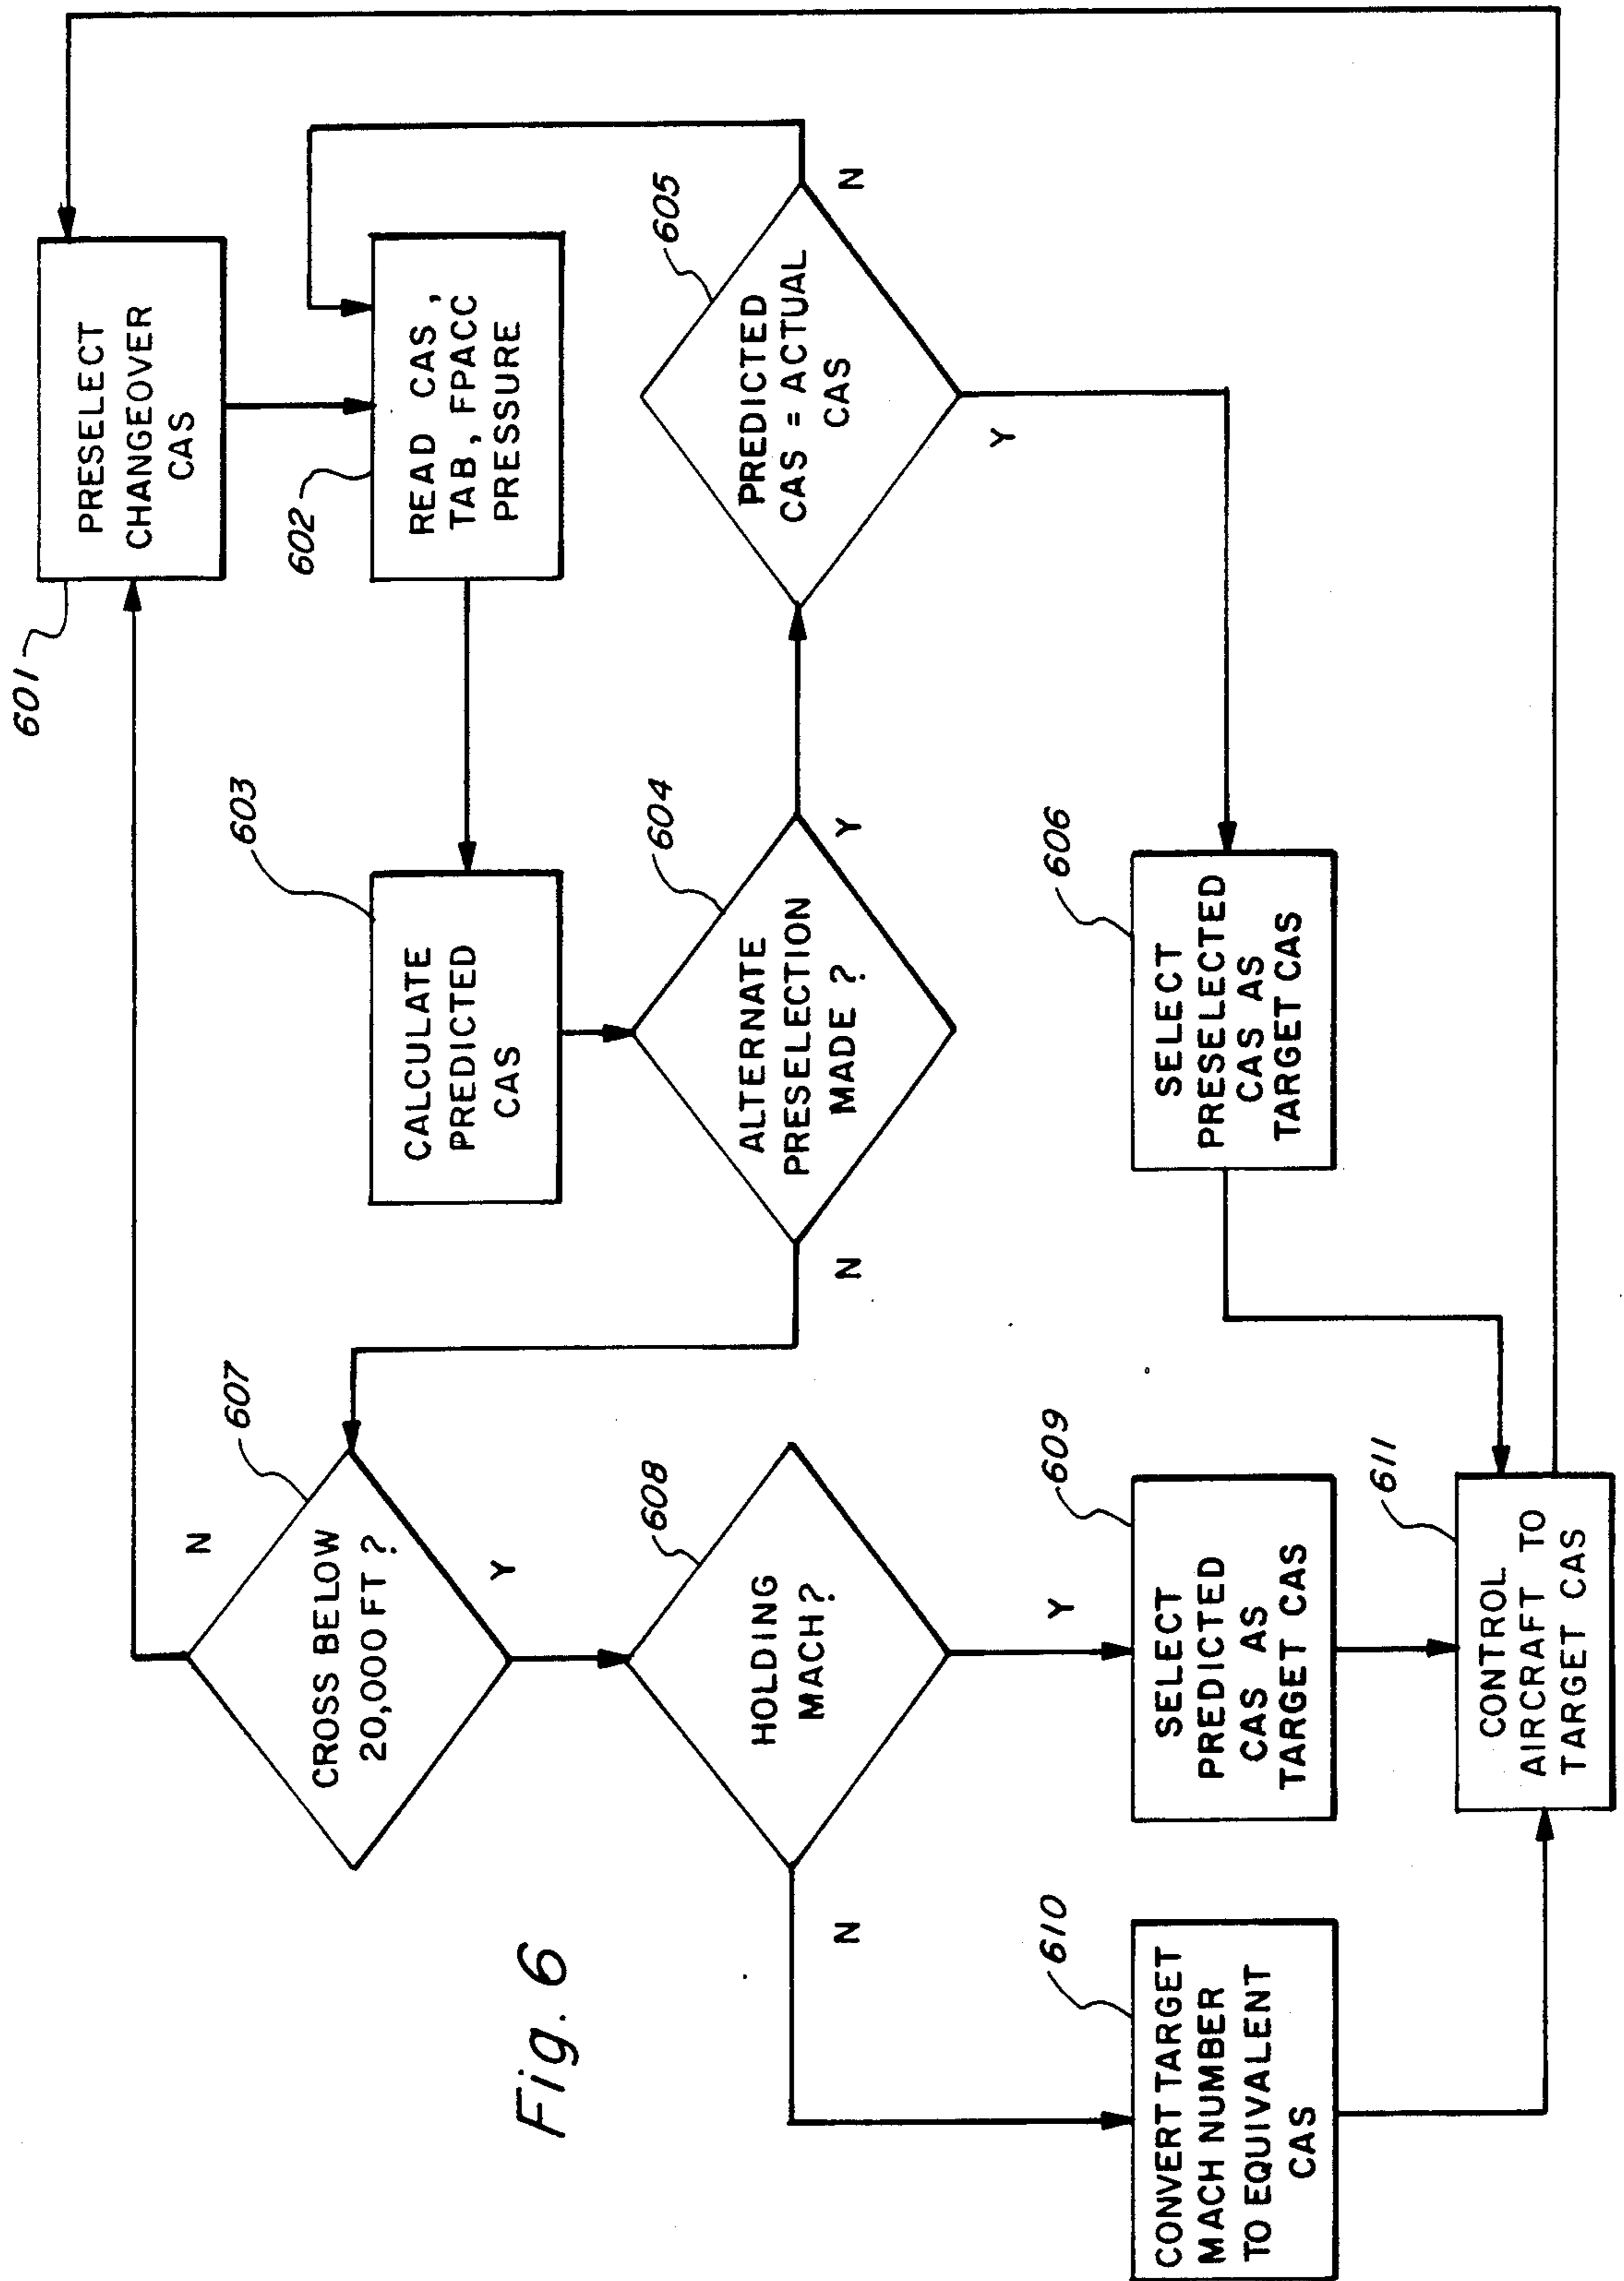 601
PRESELECT
CHANGEOVER
CAS
602
READ CAS,
TAB, FPACC
PRESSURE
603
CALCULATE
PREDICTED
CAS
604
ALTERNATE
PRESELECTION
MADE ?
Y
N
605
PREDICTED
CAS = ACTUAL
CAS
N
Y
606
SELECT
PRESELECTED
CAS AS
TARGET CAS
607
CROSS BELOW
20,000 FT ?
N
Y
608
HOLDING
MACH?
Y
N
609
SELECT
PREDICTED
CAS AS
TARGET CAS
610
CONVERT TARGET
MACH NUMBER
TO EQUIVALENT
CAS
611
CONTROL
AIRCRAFT TO
TARGET CAS
Fig. 6